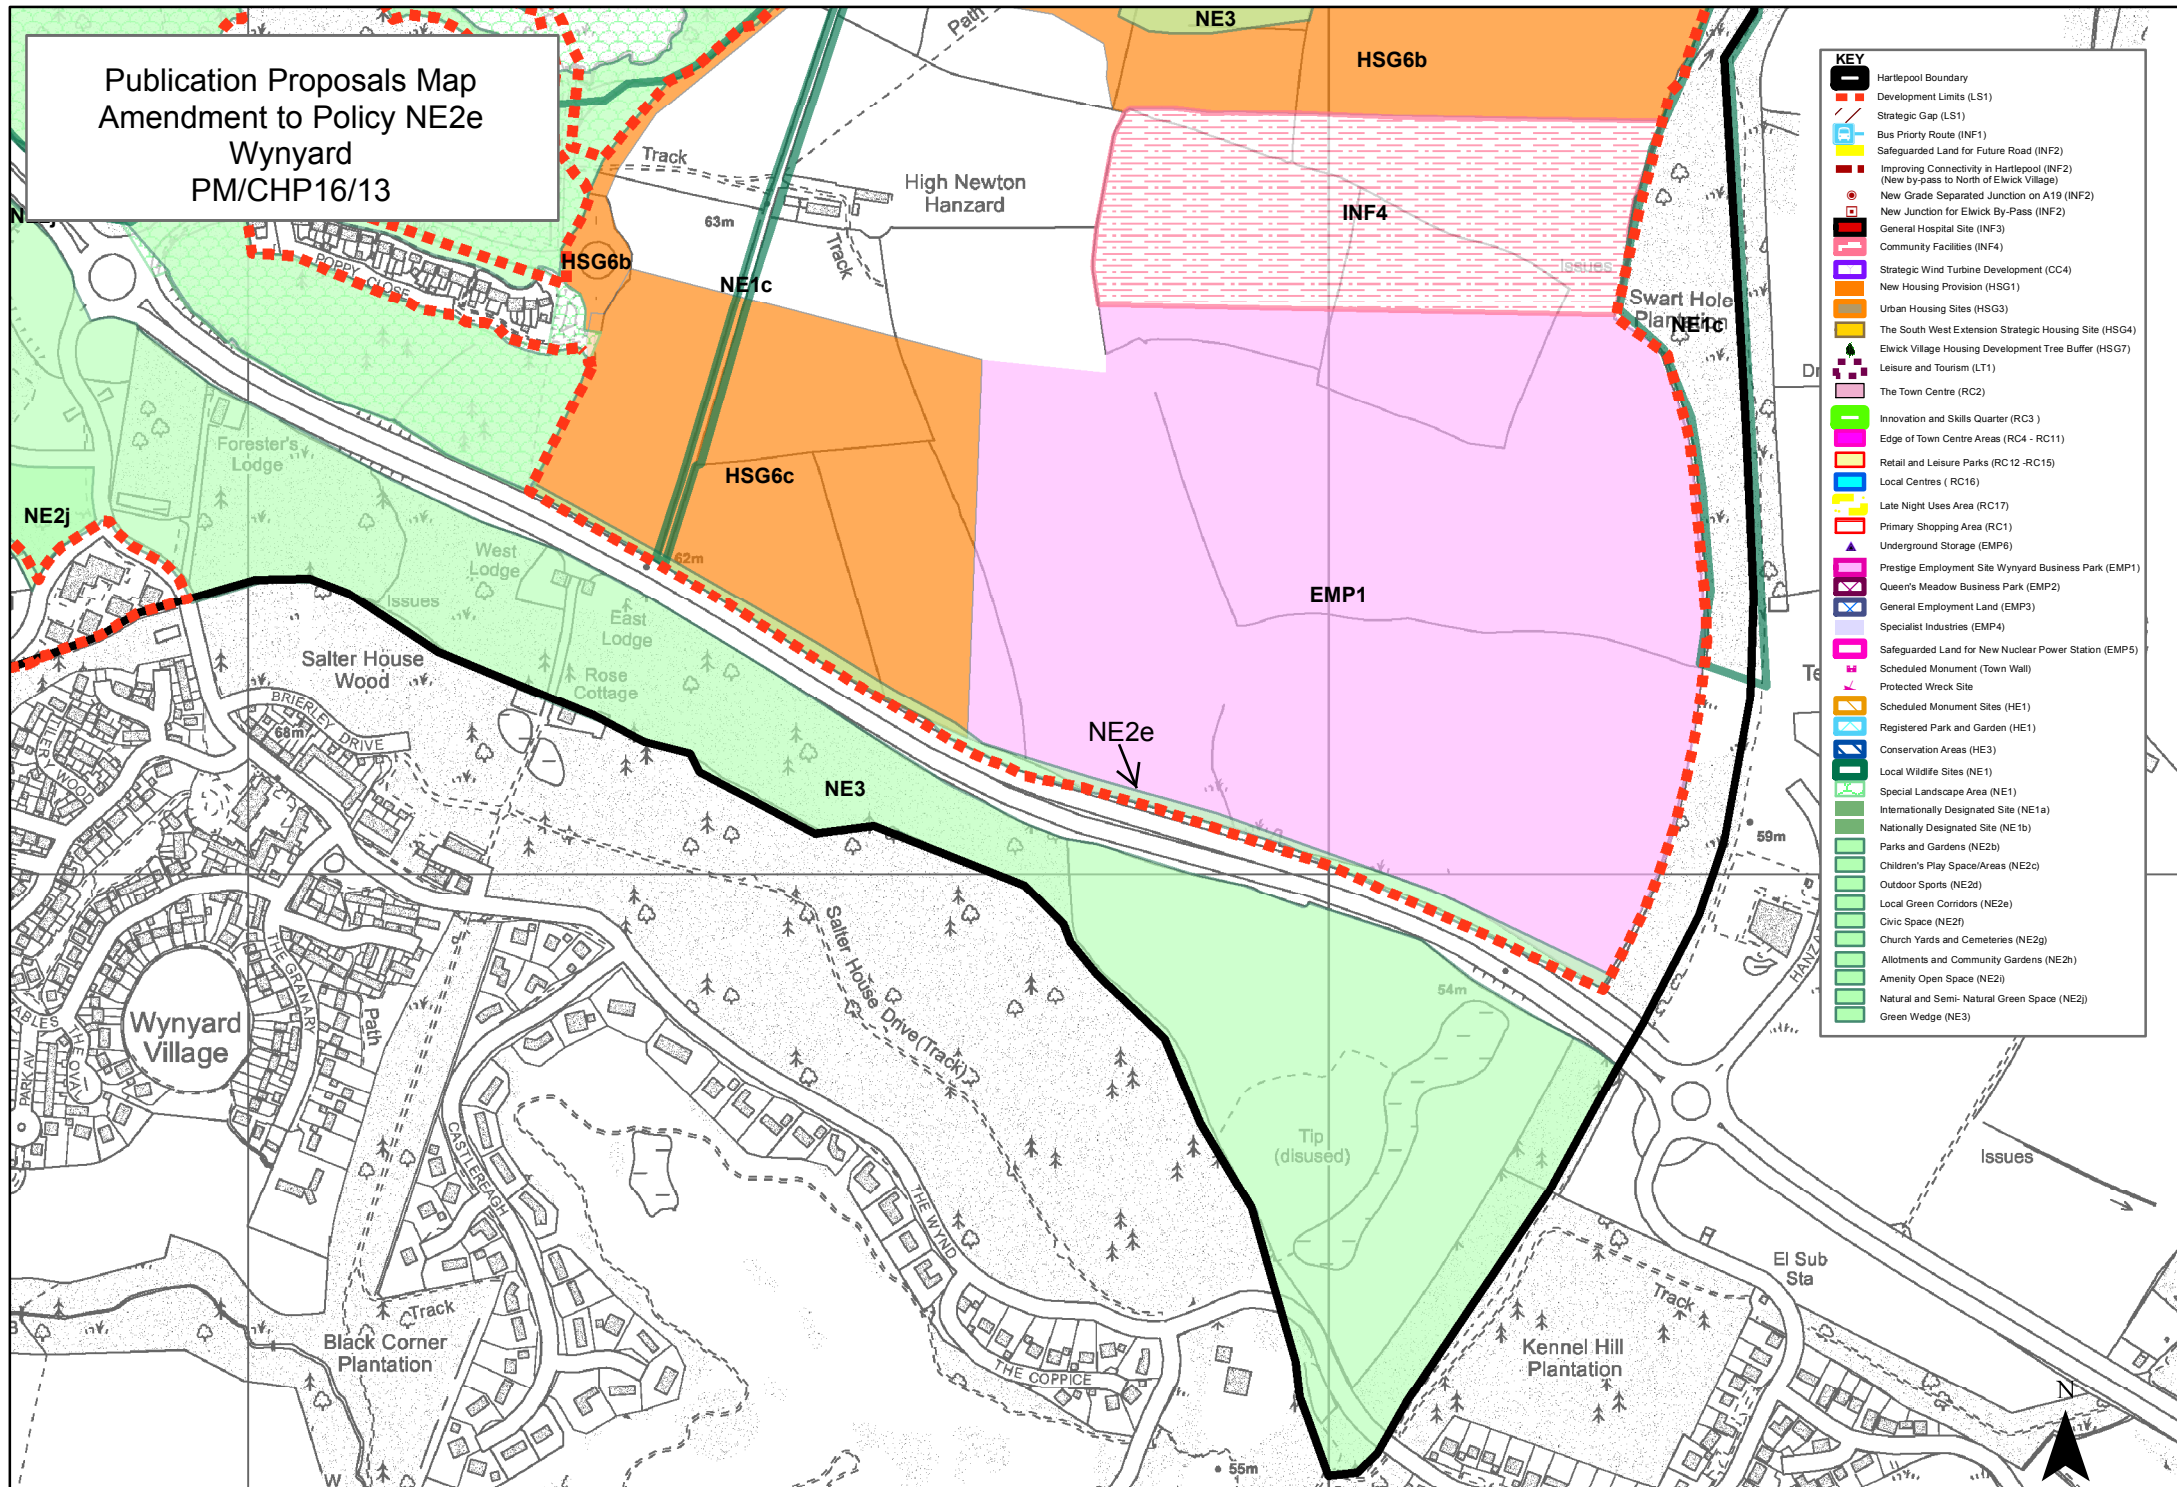 Publication Proposals Map
Amendment to Policy NE2e
Wynyard
PM/CHP16/13
Path
NE3
HSG6b
Track
High Newton
Hanzard
63m
Track
INF4
Issues
HSG6b
NE1c
POPPY CLOSE
Swart Hole
Plantation
NE1c
Forester's
Lodge
HSG6c
NE2j
West
Lodge
62m
Issues
East
Lodge
EMP1
Salter House
Wood
Rose
Cottage
BRIERLEY DRIVE
68m
NE2e
NE3
59m
THE GRANARY
Path
Salter House Drive(Track)
54m
Wynyard
Village
PARK AV
THE OVAL
CASTLEREAGH
THE WYND
Tip
(disused)
Issues
El Sub
Sta
Track
Track
Black Corner
Plantation
THE COPPICE
Kennel Hill
Plantation
55m
N
KEY
Hartlepool Boundary
Development Limits (LS1)
Strategic Gap (LS1)
Bus Priorty Route (INF1)
Safeguarded Land for Future Road (INF2)
Improving Connectivity in Hartlepool (INF2)
(New by-pass to North of Elwick Village)
New Grade Separated Junction on A19 (INF2)
New Junction for Elwick By-Pass (INF2)
General Hospital Site (INF3)
Community Facilities (INF4)
Strategic Wind Turbine Development (CC4)
New Housing Provision (HSG1)
Urban Housing Sites (HSG3)
The South West Extension Strategic Housing Site (HSG4)
Elwick Village Housing Development Tree Buffer (HSG7)
Leisure and Tourism (LT1)
The Town Centre (RC2)
Innovation and Skills Quarter (RC3 )
Edge of Town Centre Areas (RC4 - RC11)
Retail and Leisure Parks (RC12 -RC15)
Local Centres ( RC16)
Late Night Uses Area (RC17)
Primary Shopping Area (RC1)
Underground Storage (EMP6)
Prestige Employment Site Wynyard Business Park (EMP1)
Queen's Meadow Business Park (EMP2)
General Employment Land (EMP3)
Specialist Industries (EMP4)
Safeguarded Land for New Nuclear Power Station (EMP5)
Scheduled Monument (Town Wall)
Protected Wreck Site
Scheduled Monument Sites (HE1)
Registered Park and Garden (HE1)
Conservation Areas (HE3)
Local Wildlife Sites (NE1)
Special Landscape Area (NE1)
Internationally Designated Site (NE1a)
Nationally Designated Site (NE1b)
Parks and Gardens (NE2b)
Children's Play Space/Areas (NE2c)
Outdoor Sports (NE2d)
Local Green Corridors (NE2e)
Civic Space (NE2f)
Church Yards and Cemeteries (NE2g)
Allotments and Community Gardens (NE2h)
Amenity Open Space (NE2i)
Natural and Semi- Natural Green Space (NE2j)
Green Wedge (NE3)